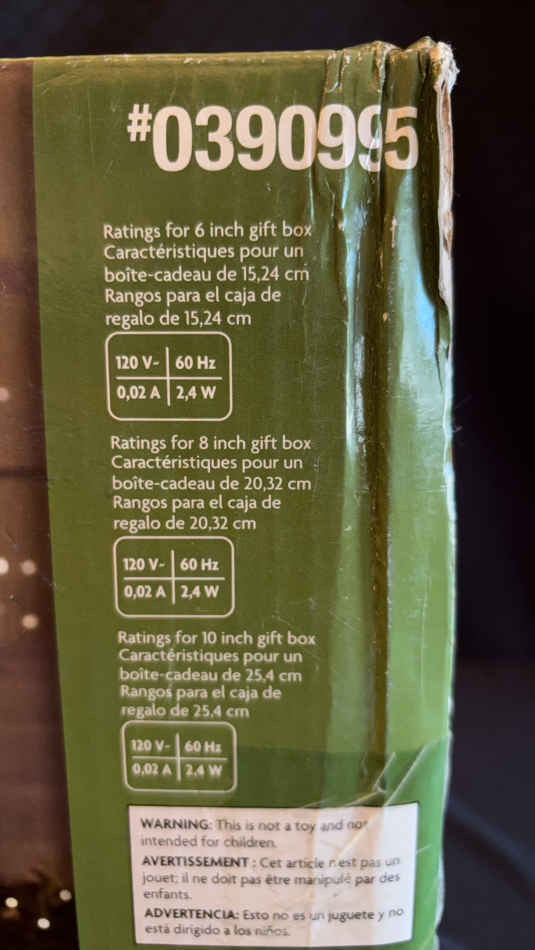 #0390995
Ratings for 6 inch gift box
Caractéristiques pour un
boîte-cadeau de 15,24 cm
Rangos para el caja de
regalo de 15,24 cm
120 V~ 60 Hz
0,02 A 2,4 W
Ratings for 8 inch gift box
Caractéristiques pour un
boîte-cadeau de 20,32 cm
Rangos para el caja de
regalo de 20,32 cm
120 V~ 60 Hz
0,02 A 2,4 W
Ratings for 10 inch gift box
Caractéristiques pour un
boîte-cadeau de 25,4 cm
Rangos para el caja de
regalo de 25,4 cm
120 V~ 60 Hz
0,02 A 2,4 W
WARNING: This is not a toy and not
intended for children.
AVERTISSEMENT : Cet article n'est pas un
jouet; il ne doit pas être manipulé par des
enfants.
ADVERTENCIA: Esto no es un juguete y no
está dirigido a los niños.